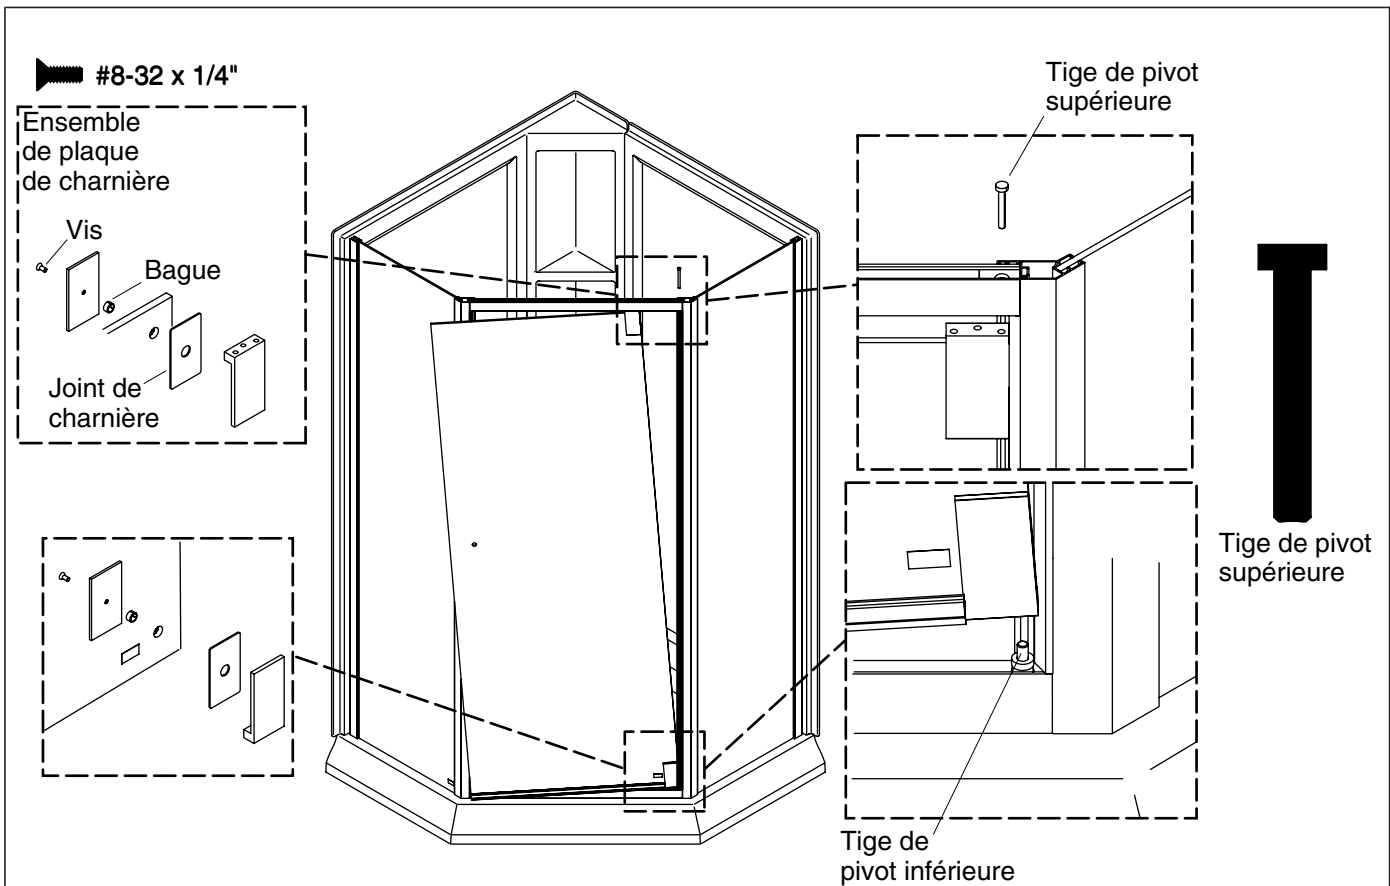 #8-32 x 1/4"
Ensemble
de plaque
de charnière
Vis
Bague
Joint de
charnière
Tige de pivot
supérieure
Tige de pivot
supérieure
Tige de
pivot inférieure